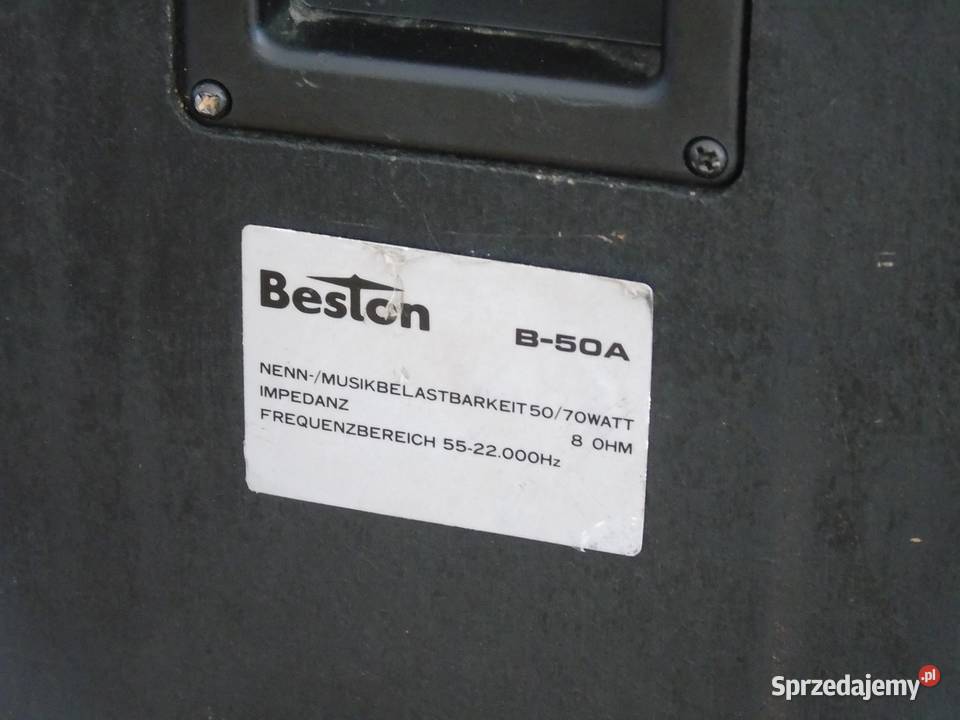 Beston
B-50A
NENN-/MUSIKBELASTBARKEIT 50/70WATT
IMPEDANZ 8 OHM
FREQUENZBEREICH 55-22.000Hz
Sprzedajemy.pl